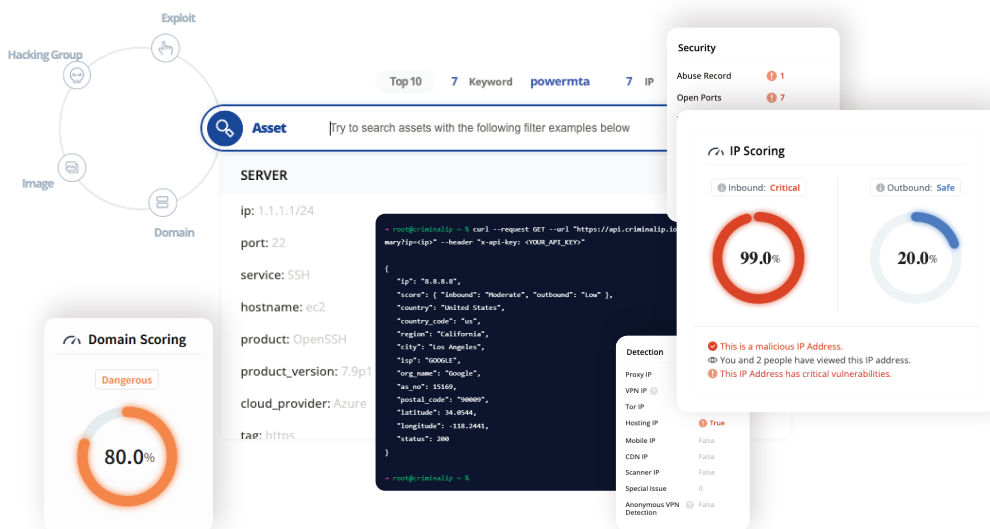 Exploit
Hacking Group
Image
Domain
Top 10 7 Keyword powermta 7 IP
Asset Try to search assets with the following filter examples below
SERVER
ip: 1.1.1.1/24
port: 22
service: SSH
hostname: ec2
product: OpenSSH
product_version: 7.9p1
cloud_provider: Azure
tag: https
Domain Scoring
Dangerous
80.0%
→ root@criminalip ~ % curl --request GET --url "https://api.criminalip.io
mary?ip=<ip>" --header "x-api-key: <YOUR_API_KEY>"
{
"ip": "8.8.8.8",
"score": { "inbound": "Moderate", "outbound": "Low" },
"country": "United States",
"country_code": "us",
"region": "California",
"city": "Los Angeles",
"isp": "GOOGLE",
"org_name": "Google",
"as_no": 15169,
"postal_code": "90009",
"latitude": 34.0544,
"longitude": -118.2441,
"status": 200
}
→ root@criminalip ~ %
Security
Abuse Record 1
Open Ports 7
IP Scoring
Inbound: Critical
99.0%
Outbound: Safe
20.0%
This is a malicious IP Address.
You and 2 people have viewed this IP address.
This IP Address has critical vulnerabilities.
Detection
Proxy IP
VPN IP
Tor IP
Hosting IP True
Mobile IP False
CDN IP False
Scanner IP False
Special Issue 0
Anonymous VPN Detection False